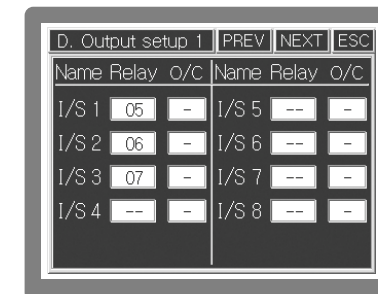 D. Output setup 1 PREV NEXT ESC
Name Relay O/C Name Relay O/C
I/S 1 05 - I/S 5 -- -
I/S 2 06 - I/S 6 -- -
I/S 3 07 - I/S 7 -- -
I/S 4 -- - I/S 8 -- -